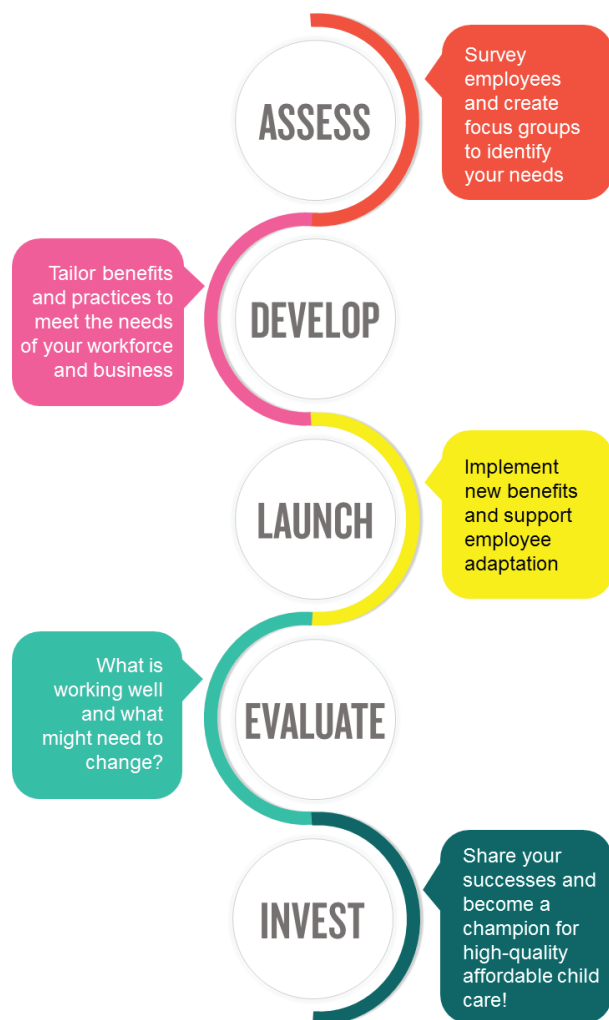 ASSESS
Survey
employees
and create
focus groups
to identify
your needs
Tailor benefits
and practices to
meet the needs
of your workforce
and business
DEVELOP
LAUNCH
Implement
new benefits
and support
employee
adaptation
What is
working well
and what
might need to
change?
EVALUATE
INVEST
Share your
successes and
become a
champion for
high-quality
affordable child
care!